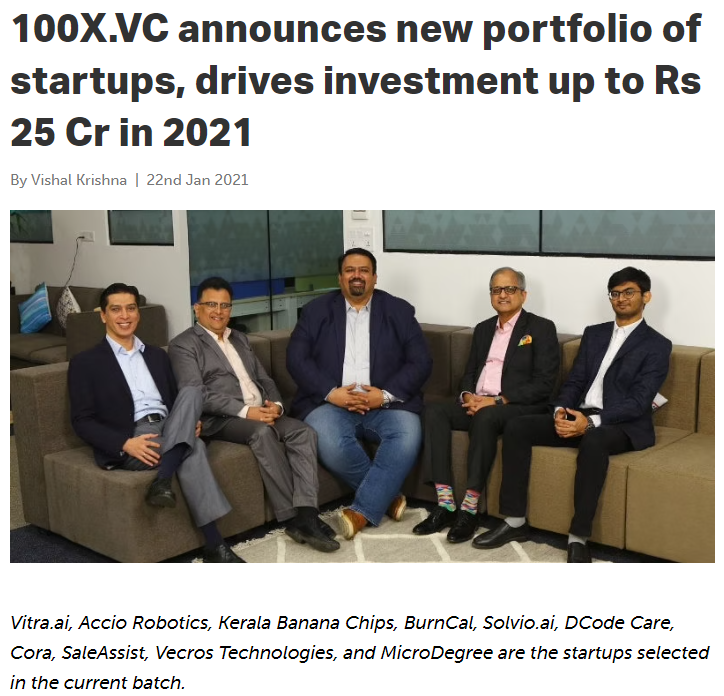 100X.VC announces new portfolio of
startups, drives investment up to Rs
25 Cr in 2021
By Vishal Krishna | 22nd Jan 2021
Vitra.ai, Accio Robotics, Kerala Banana Chips, BurnCal, Solvio.ai, DCode Care,
Cora, SaleAssist, Vecros Technologies, and MicroDegree are the startups selected
in the current batch.